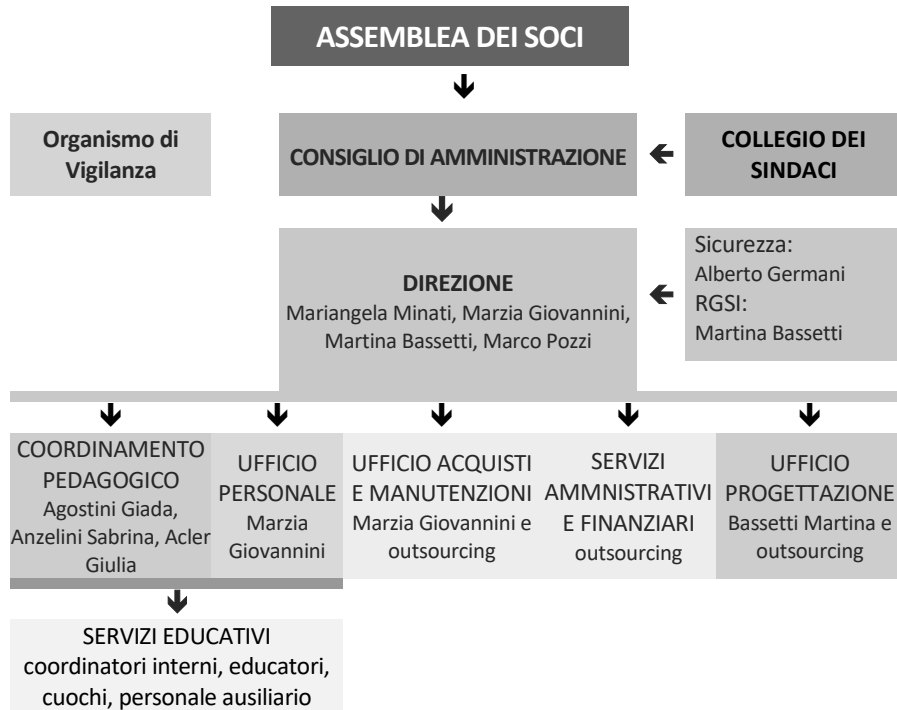 ASSEMBLEA DEI SOCI
Organismo di
Vigilanza
CONSIGLIO DI AMMINISTRAZIONE
COLLEGIO DEI
SINDACI
DIREZIONE
Mariangela Minati, Marzia Giovannini,
Martina Bassetti, Marco Pozzi
Sicurezza:
Alberto Germani
RGSI:
Martina Bassetti
COORDINAMENTO
PEDAGOGICO
Agostini Giada,
Anzelini Sabrina, Acler
Giulia
UFFICIO
PERSONALE
Marzia
Giovannini
UFFICIO ACQUISTI
E MANUTENZIONI
Marzia Giovannini e
outsourcing
SERVIZI
AMMNISTRATIVI
E FINANZIARI
outsourcing
UFFICIO
PROGETTAZIONE
Bassetti Martina e
outsourcing
SERVIZI EDUCATIVI
coordinatori interni, educatori,
cuochi, personale ausiliario